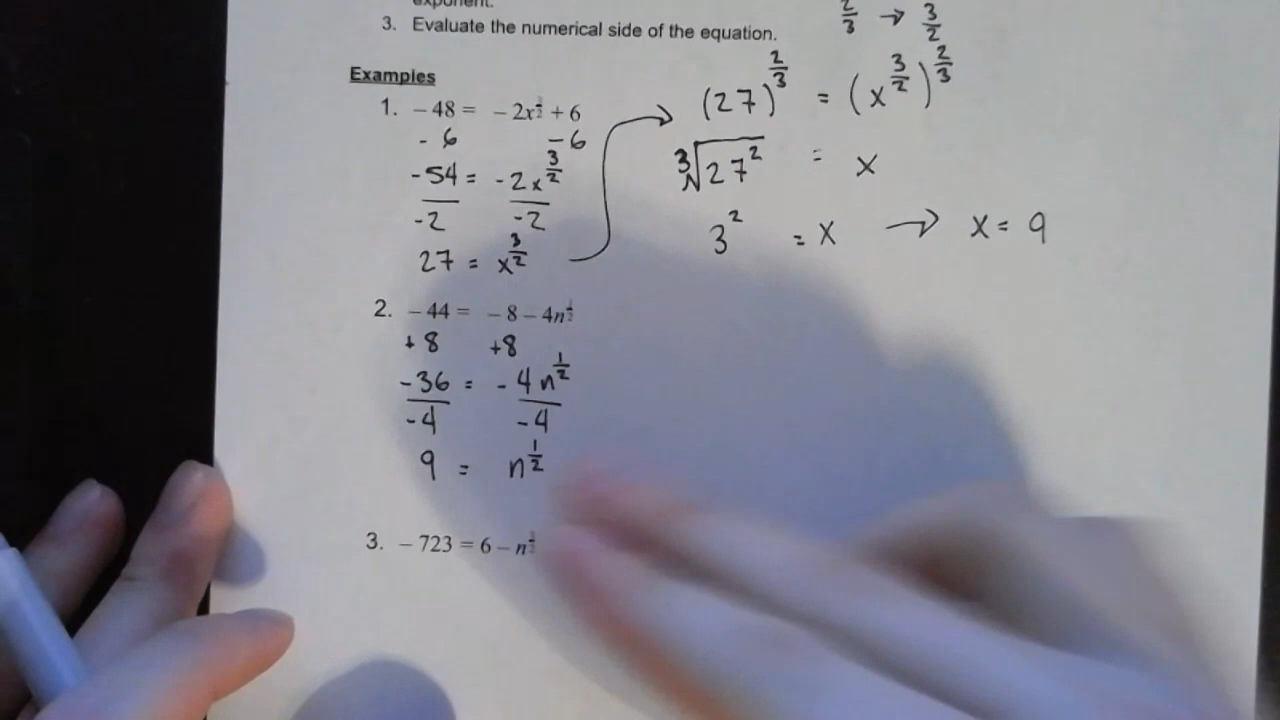 exponent.
2/3 → 3/2
3. Evaluate the numerical side of the equation.
Examples
1. – 48 = – 2x^(3/2) + 6
- 6 - 6
-54 = -2x^(3/2)
-2 -2
27 = x^(3/2)
(27)^(2/3) = (x^(3/2))^(2/3)
∛27² = x
3² = x → x = 9
2. – 44 = – 8 – 4n^(1/2)
+8 +8
-36 = -4n^(1/2)
-4 -4
9 = n^(1/2)
3. – 723 = 6 – n